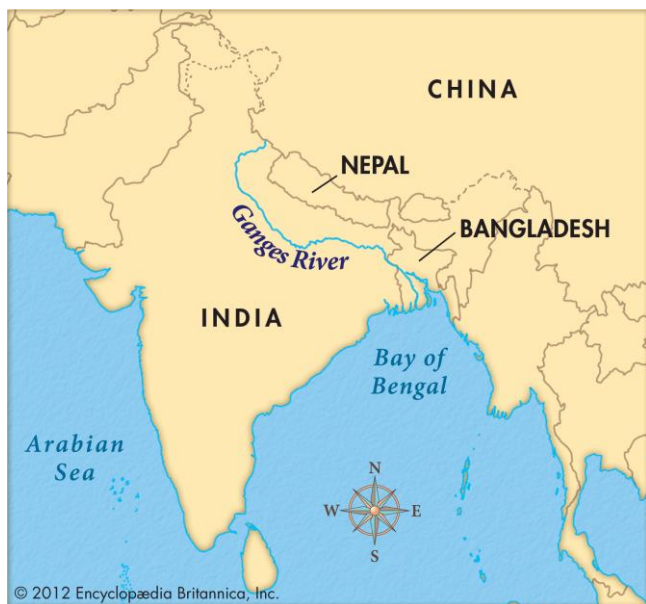 CHINA
NEPAL
BANGLADESH
Ganges River
INDIA
Bay of
Bengal
Arabian
Sea
N
W
E
S
© 2012 Encyclopædia Britannica, Inc.